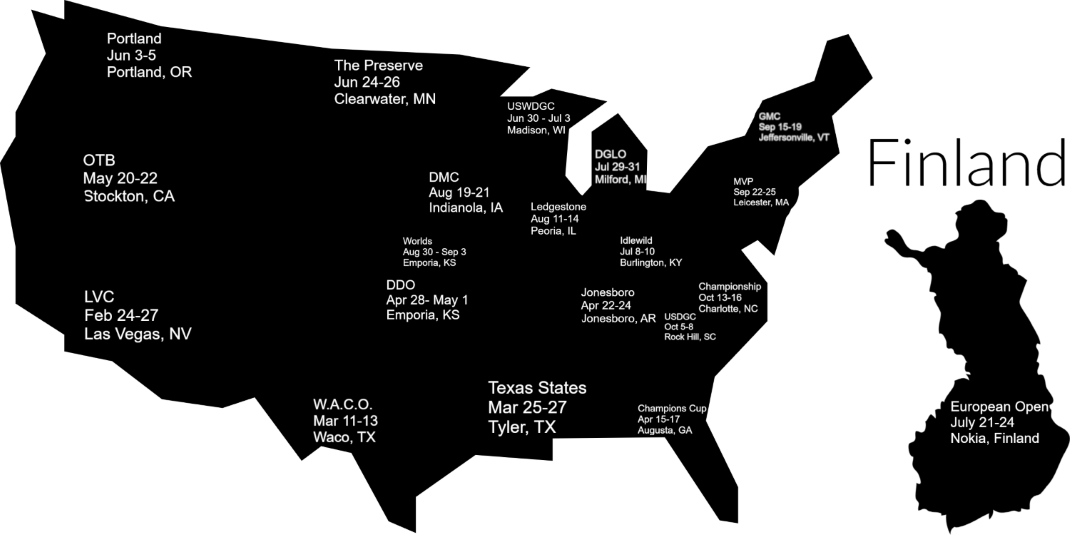 Portland
Jun 3-5
Portland, OR
The Preserve
Jun 24-26
Clearwater, MN
USWDGC
Jun 30 - Jul 3
Madison, WI
GMC
Sep 15-19
Jeffersonville, VT
Finland
OTB
May 20-22
Stockton, CA
DMC
Aug 19-21
Indianola, IA
DGLO
Jul 29-31
Milford, MI
MVP
Sep 22-25
Leicester, MA
Ledgestone
Aug 11-14
Peoria, IL
Worlds
Aug 30 - Sep 3
Emporia, KS
Idlewild
Jul 8-10
Burlington, KY
LVC
Feb 24-27
Las Vegas, NV
DDO
Apr 28- May 1
Emporia, KS
Jonesboro
Apr 22-24
Jonesboro, AR
Championship
Oct 13-16
Charlotte, NC
USDGC
Oct 5-8
Rock Hill, SC
W.A.C.O.
Mar 11-13
Waco, TX
Texas States
Mar 25-27
Tyler, TX
Champions Cup
Apr 15-17
Augusta, GA
European Open
July 21-24
Nokia, Finland